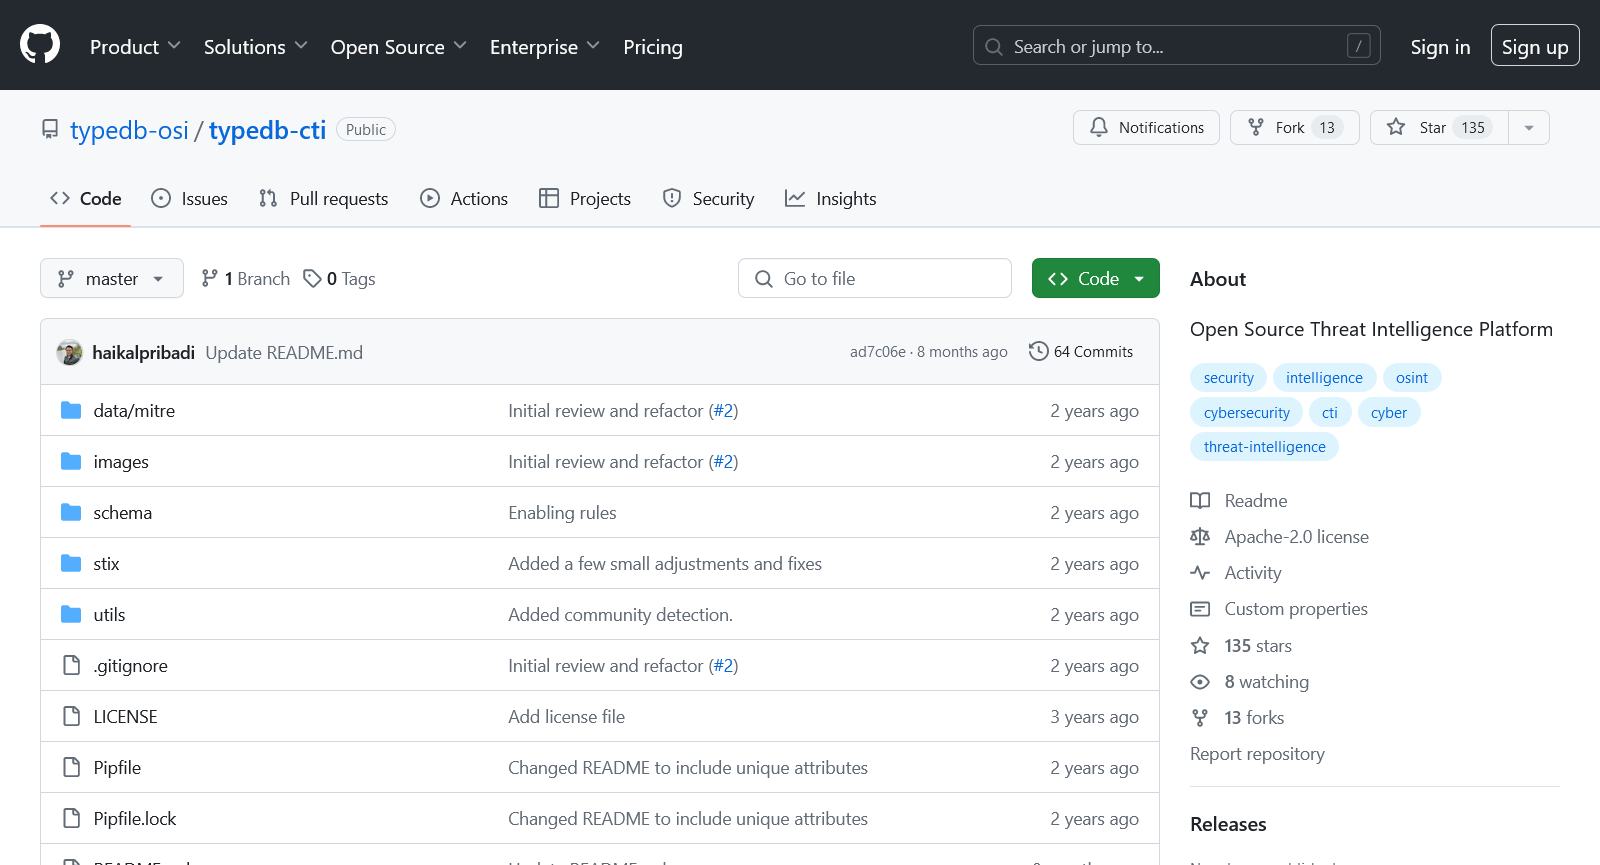 Product Solutions Open Source Enterprise Pricing Search or jump to... / Sign in Sign up
typedb-osi / typedb-cti Public Notifications Fork 13 Star 135
Code Issues Pull requests Actions Projects Security Insights
master 1 Branch 0 Tags Go to file Code
haikalpribadi Update README.md ad7c06e · 8 months ago 64 Commits
data/mitre Initial review and refactor (#2) 2 years ago
images Initial review and refactor (#2) 2 years ago
schema Enabling rules 2 years ago
stix Added a few small adjustments and fixes 2 years ago
utils Added community detection. 2 years ago
.gitignore Initial review and refactor (#2) 2 years ago
LICENSE Add license file 3 years ago
Pipfile Changed README to include unique attributes 2 years ago
Pipfile.lock Changed README to include unique attributes 2 years ago
About
Open Source Threat Intelligence Platform
security intelligence osint
cybersecurity cti cyber
threat-intelligence
Readme
Apache-2.0 license
Activity
Custom properties
135 stars
8 watching
13 forks
Report repository
Releases